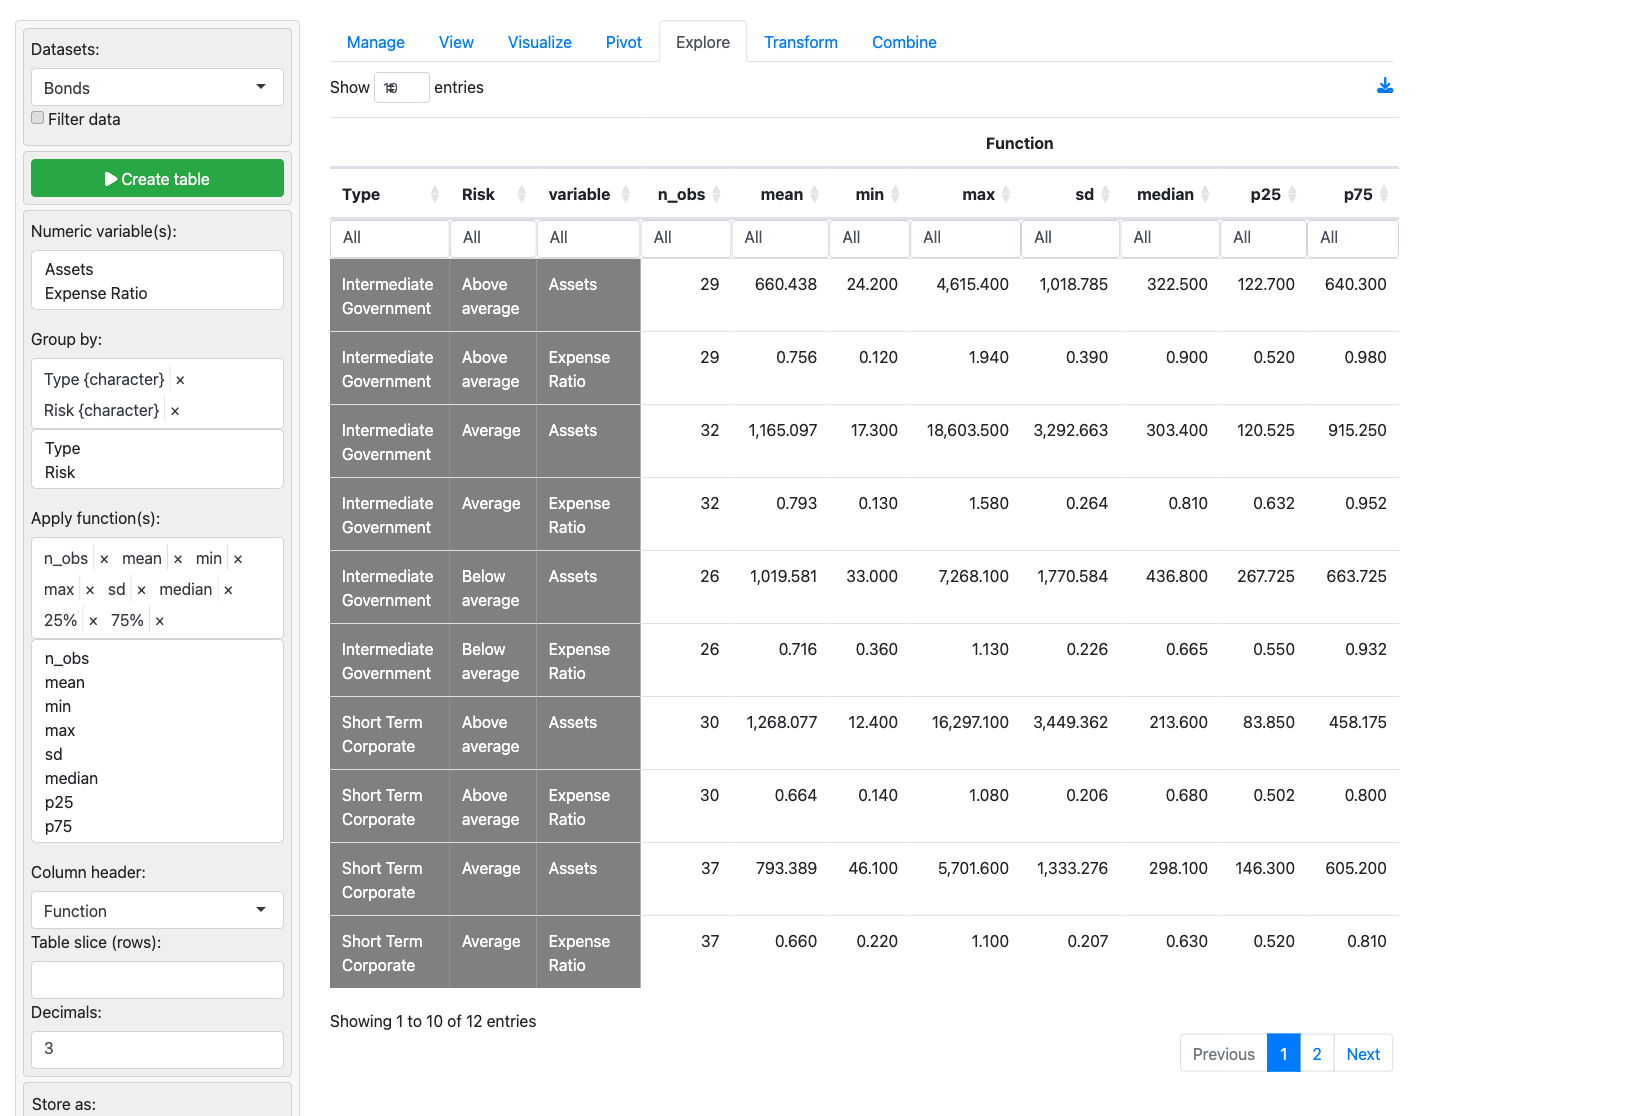 Datasets:
Bonds
Filter data
Create table
Numeric variable(s):
Assets
Expense Ratio
Group by:
Type {character} ×
Risk {character} ×
Type
Risk
Apply function(s):
n_obs × mean × min ×
max × sd × median ×
25% × 75% ×
n_obs
mean
min
max
sd
median
p25
p75
Column header:
Function
Table slice (rows):
Decimals:
3
Store as:
Manage View Visualize Pivot Explore Transform Combine
Show 10 entries
Function
Type Risk variable n_obs mean min max sd median p25 p75
All All All All All All All All All All All
Intermediate Above Assets 29 660.438 24.200 4,615.400 1,018.785 322.500 122.700 640.300
Government average
Intermediate Above Expense 29 0.756 0.120 1.940 0.390 0.900 0.520 0.980
Government average Ratio
Intermediate Average Assets 32 1,165.097 17.300 18,603.500 3,292.663 303.400 120.525 915.250
Government
Intermediate Average Expense 32 0.793 0.130 1.580 0.264 0.810 0.632 0.952
Government Ratio
Intermediate Below Assets 26 1,019.581 33.000 7,268.100 1,770.584 436.800 267.725 663.725
Government average
Intermediate Below Expense 26 0.716 0.360 1.130 0.226 0.665 0.550 0.932
Government average Ratio
Short Term Above Assets 30 1,268.077 12.400 16,297.100 3,449.362 213.600 83.850 458.175
Corporate average
Short Term Above Expense 30 0.664 0.140 1.080 0.206 0.680 0.502 0.800
Corporate average Ratio
Short Term Average Assets 37 793.389 46.100 5,701.600 1,333.276 298.100 146.300 605.200
Corporate
Short Term Average Expense 37 0.660 0.220 1.100 0.207 0.630 0.520 0.810
Corporate Ratio
Showing 1 to 10 of 12 entries
Previous 1 2 Next